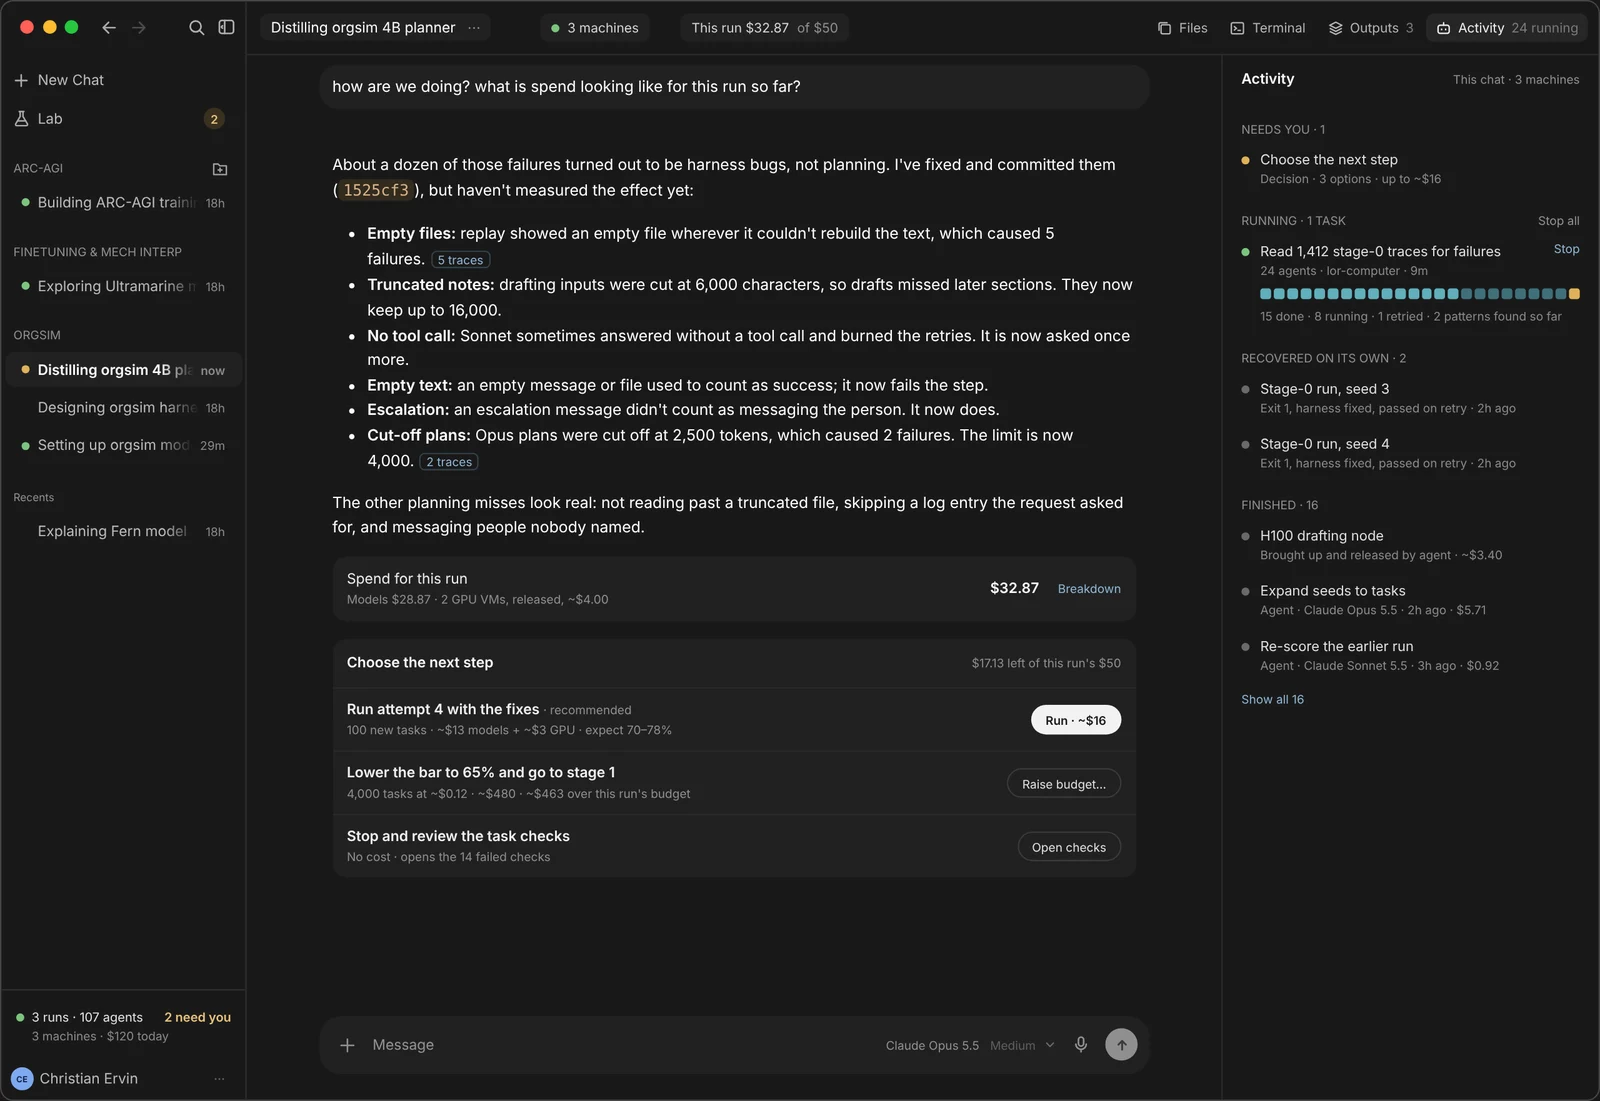 Distilling orgsim 4B planner ···
3 machines
This run $32.87 of $50
Files
Terminal
Outputs 3
Activity 24 running
New Chat
Lab 2
ARC-AGI
Building ARC-AGI traini 18h
FINETUNING & MECH INTERP
Exploring Ultramarine 18h
ORGSIM
Distilling orgsim 4B pla now
Designing orgsim harne 18h
Setting up orgsim mod 29m
Recents
Explaining Fern model 18h
3 runs · 107 agents 2 need you
3 machines · $120 today
CE Christian Ervin ···
how are we doing? what is spend looking like for this run so far?
About a dozen of those failures turned out to be harness bugs, not planning. I've fixed and committed them
(1525cf3), but haven't measured the effect yet:
• Empty files: replay showed an empty file wherever it couldn't rebuild the text, which caused 5
failures. 5 traces
• Truncated notes: drafting inputs were cut at 6,000 characters, so drafts missed later sections. They now
keep up to 16,000.
• No tool call: Sonnet sometimes answered without a tool call and burned the retries. It is now asked once
more.
• Empty text: an empty message or file used to count as success; it now fails the step.
• Escalation: an escalation message didn't count as messaging the person. It now does.
• Cut-off plans: Opus plans were cut off at 2,500 tokens, which caused 2 failures. The limit is now
4,000. 2 traces
The other planning misses look real: not reading past a truncated file, skipping a log entry the request asked
for, and messaging people nobody named.
Spend for this run
Models $28.87 · 2 GPU VMs, released, ~$4.00
$32.87 Breakdown
Choose the next step
$17.13 left of this run's $50
Run attempt 4 with the fixes · recommended
100 new tasks · ~$13 models + ~$3 GPU · expect 70–78%
Run · ~$16
Lower the bar to 65% and go to stage 1
4,000 tasks at ~$0.12 · ~$480 · ~$463 over this run's budget
Raise budget...
Stop and review the task checks
No cost · opens the 14 failed checks
Open checks
Message
Claude Opus 5.5 Medium
Activity
This chat · 3 machines
NEEDS YOU · 1
Choose the next step
Decision · 3 options · up to ~$16
RUNNING · 1 TASK
Stop all
Read 1,412 stage-0 traces for failures
Stop
24 agents · lor-computer · 9m
15 done · 8 running · 1 retried · 2 patterns found so far
RECOVERED ON ITS OWN · 2
Stage-0 run, seed 3
Exit 1, harness fixed, passed on retry · 2h ago
Stage-0 run, seed 4
Exit 1, harness fixed, passed on retry · 2h ago
FINISHED · 16
H100 drafting node
Brought up and released by agent · ~$3.40
Expand seeds to tasks
Agent · Claude Opus 5.5 · 2h ago · $5.71
Re-score the earlier run
Agent · Claude Sonnet 5.5 · 3h ago · $0.92
Show all 16